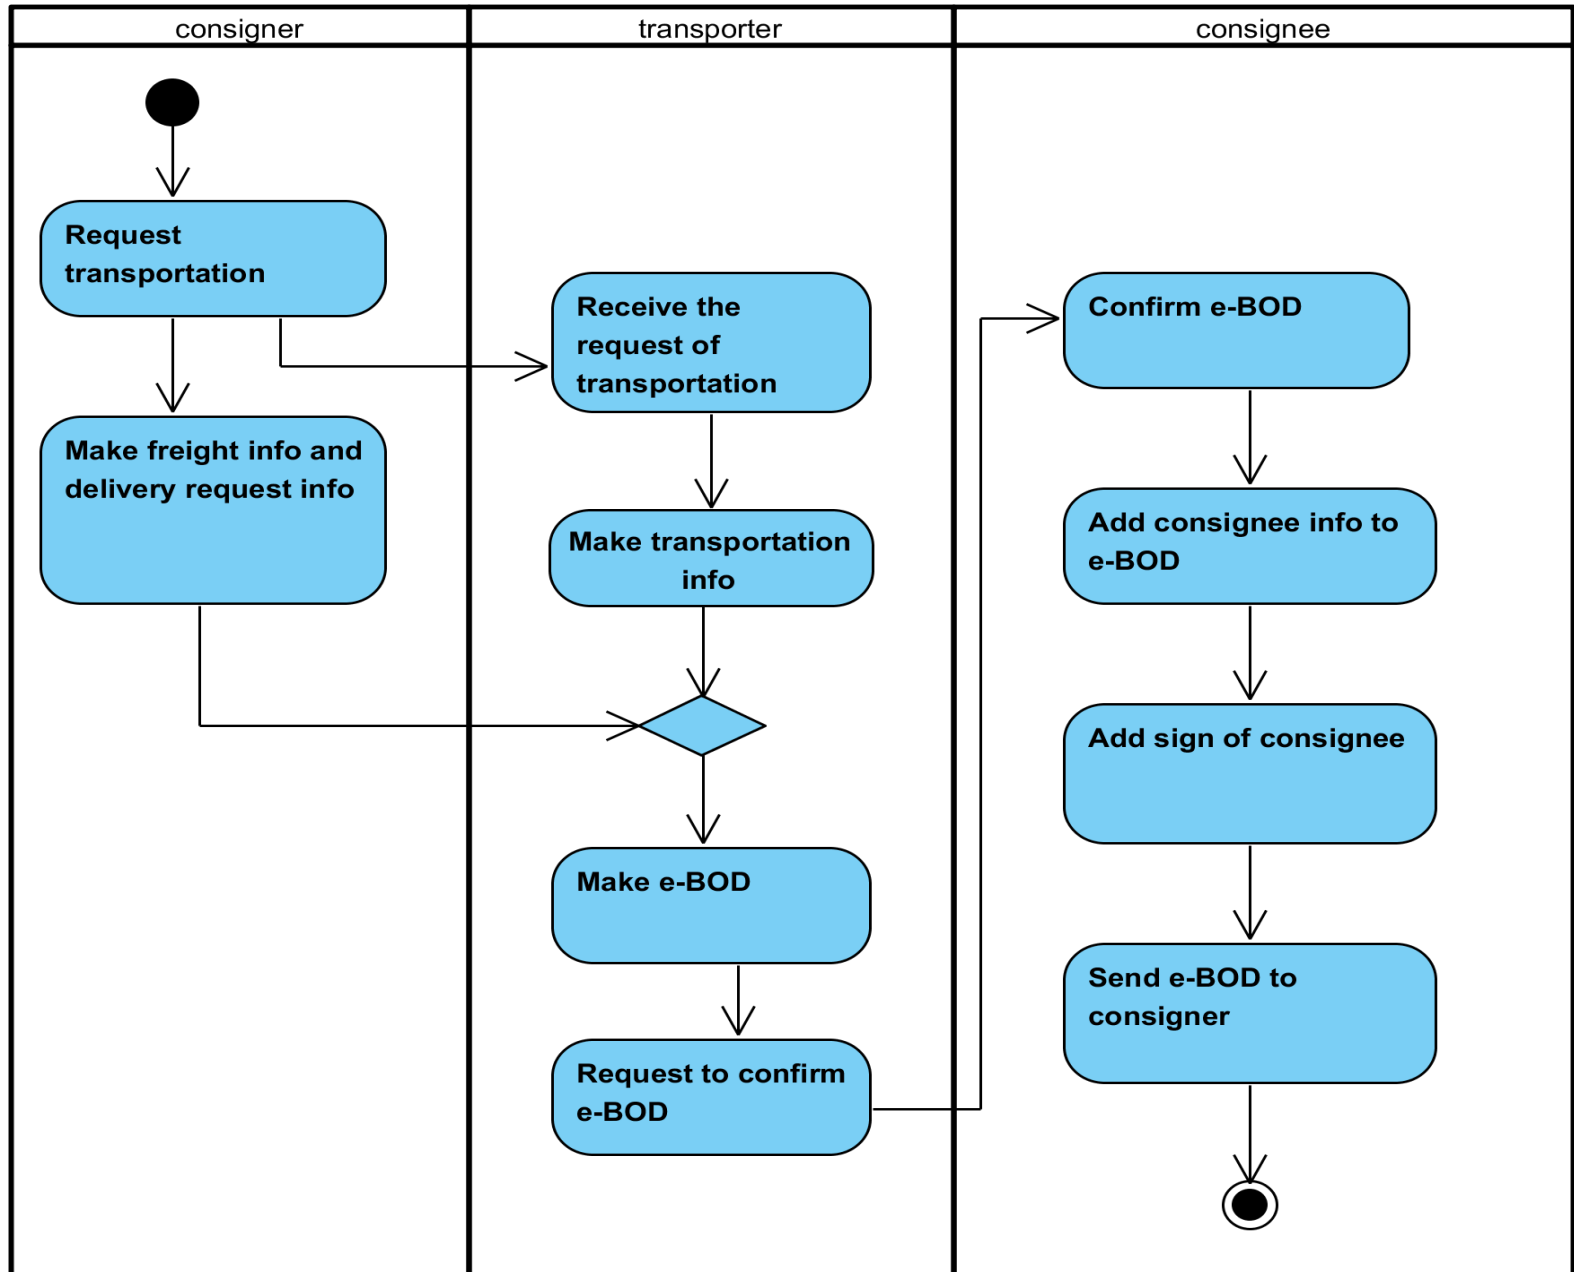 consigner
transporter
consignee
Request
transportation
Make freight info and
delivery request info
Receive the
request of
transportation
Make transportation
info
Make e-BOD
Request to confirm
e-BOD
Confirm e-BOD
Add consignee info to
e-BOD
Add sign of consignee
Send e-BOD to
consigner